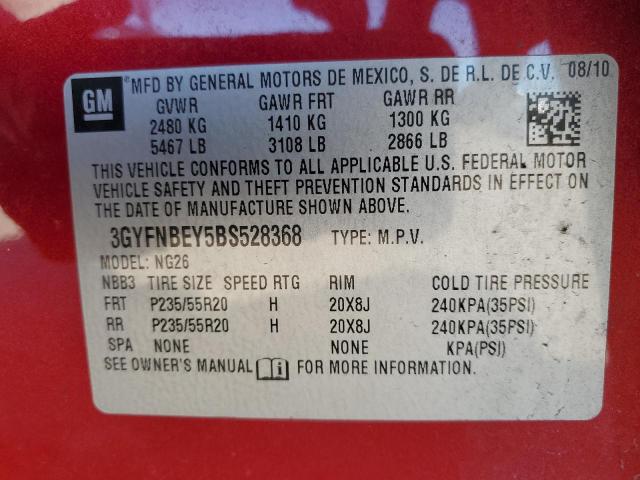 GM
®MFD BY GENERAL MOTORS DE MEXICO, S. DE R.L. DE C.V. 08/10
GVWR GAWR FRT GAWR RR
2480 KG 1410 KG 1300 KG
5467 LB 3108 LB 2866 LB
THIS VEHICLE CONFORMS TO ALL APPLICABLE U.S. FEDERAL MOTOR
VEHICLE SAFETY AND THEFT PREVENTION STANDARDS IN EFFECT ON
THE DATE OF MANUFACTURE SHOWN ABOVE.
3GYFNBEY5BS528368 TYPE: M.P.V.
MODEL: NG26
NBB3 TIRE SIZE SPEED RTG RIM COLD TIRE PRESSURE
FRT P235/55R20 H 20X8J 240KPA(35PSI)
RR P235/55R20 H 20X8J 240KPA(35PSI)
SPA NONE NONE KPA(PSI)
SEE OWNER'S MANUAL FOR MORE INFORMATION.